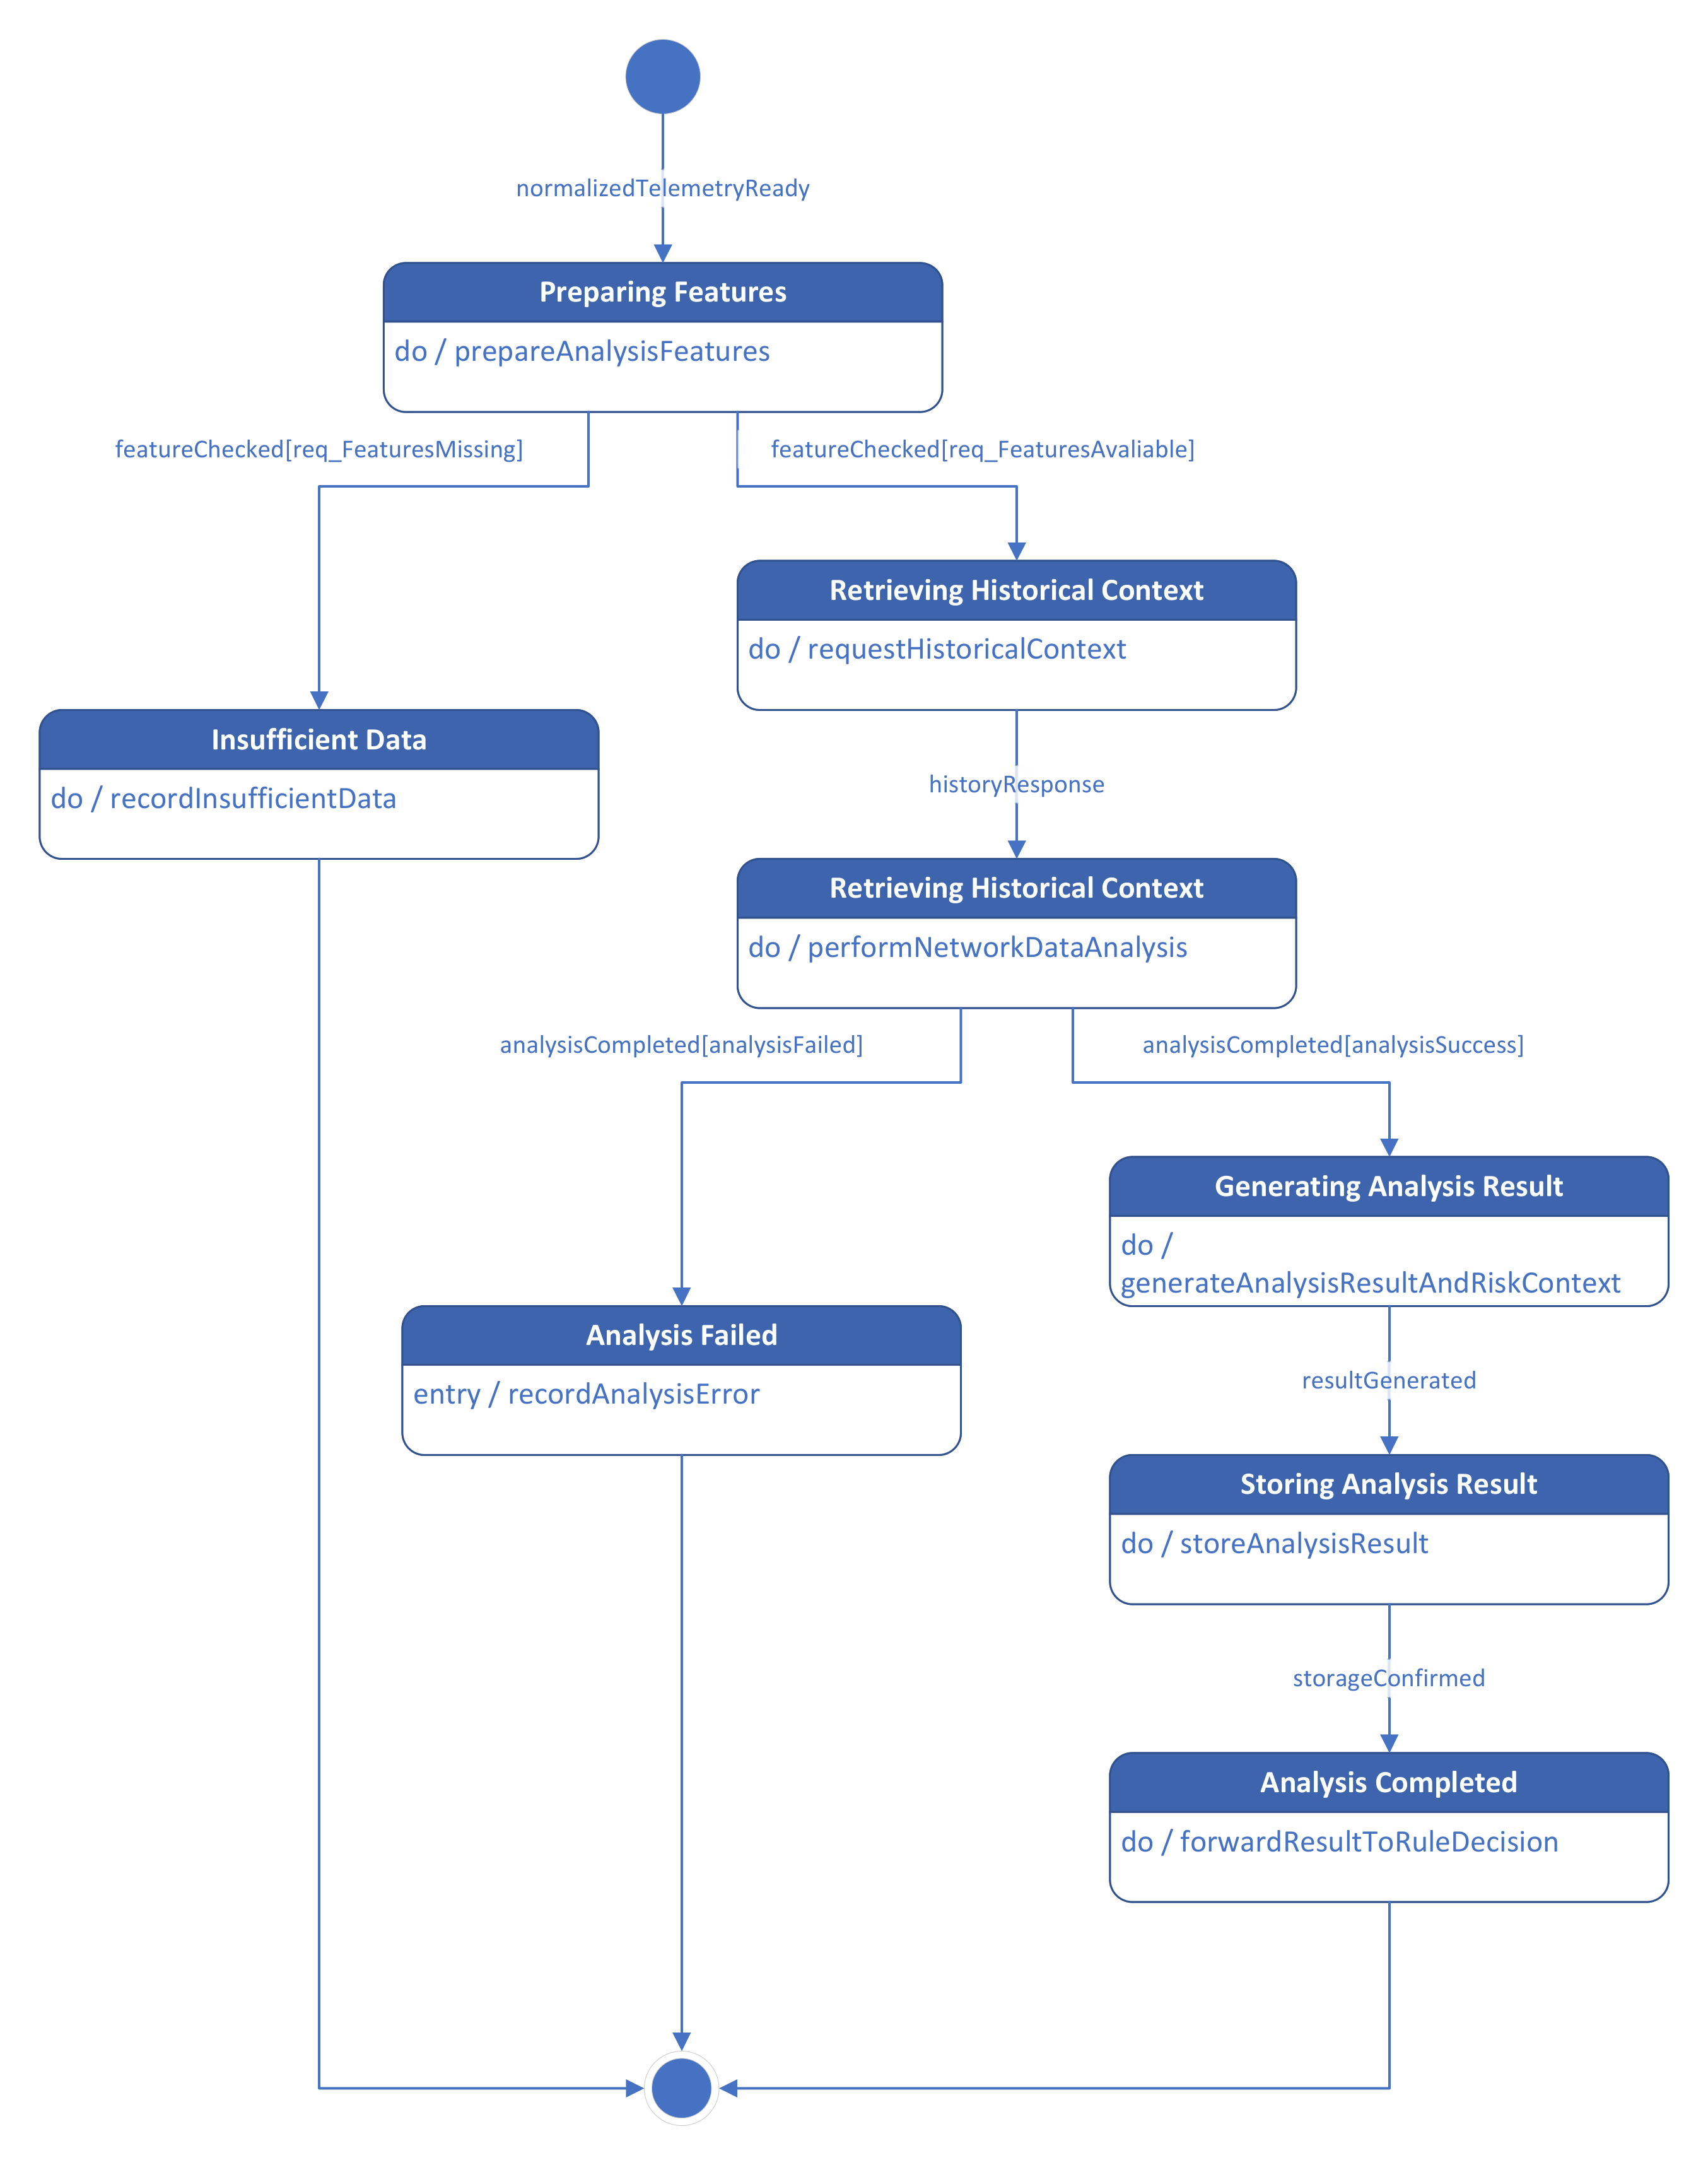 normalizedTelemetryReady
Preparing Features
do / prepareAnalysisFeatures
featureChecked[req_FeaturesMissing]
featureChecked[req_FeaturesAvaliable]
Retrieving Historical Context
do / requestHistoricalContext
Insufficient Data
do / recordInsufficientData
historyResponse
Retrieving Historical Context
do / performNetworkDataAnalysis
analysisCompleted[analysisFailed]
analysisCompleted[analysisSuccess]
Generating Analysis Result
do /
generateAnalysisResultAndRiskContext
Analysis Failed
entry / recordAnalysisError
resultGenerated
Storing Analysis Result
do / storeAnalysisResult
storageConfirmed
Analysis Completed
do / forwardResultToRuleDecision